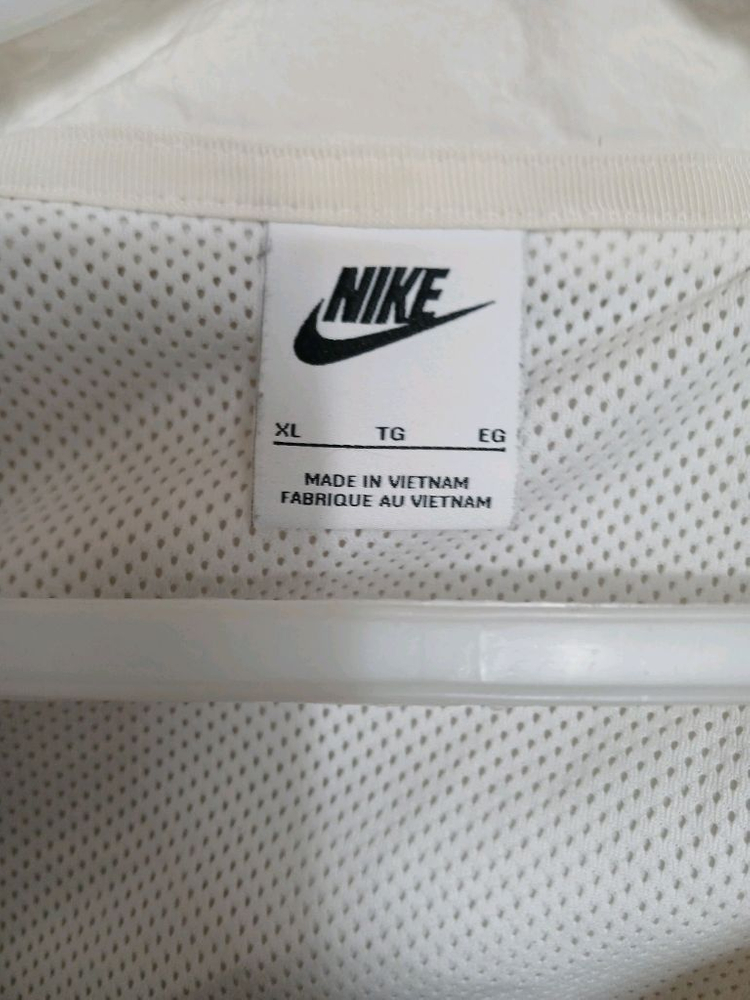 NIKE
XL TG EG
MADE IN VIETNAM
FABRIQUE AU VIETNAM